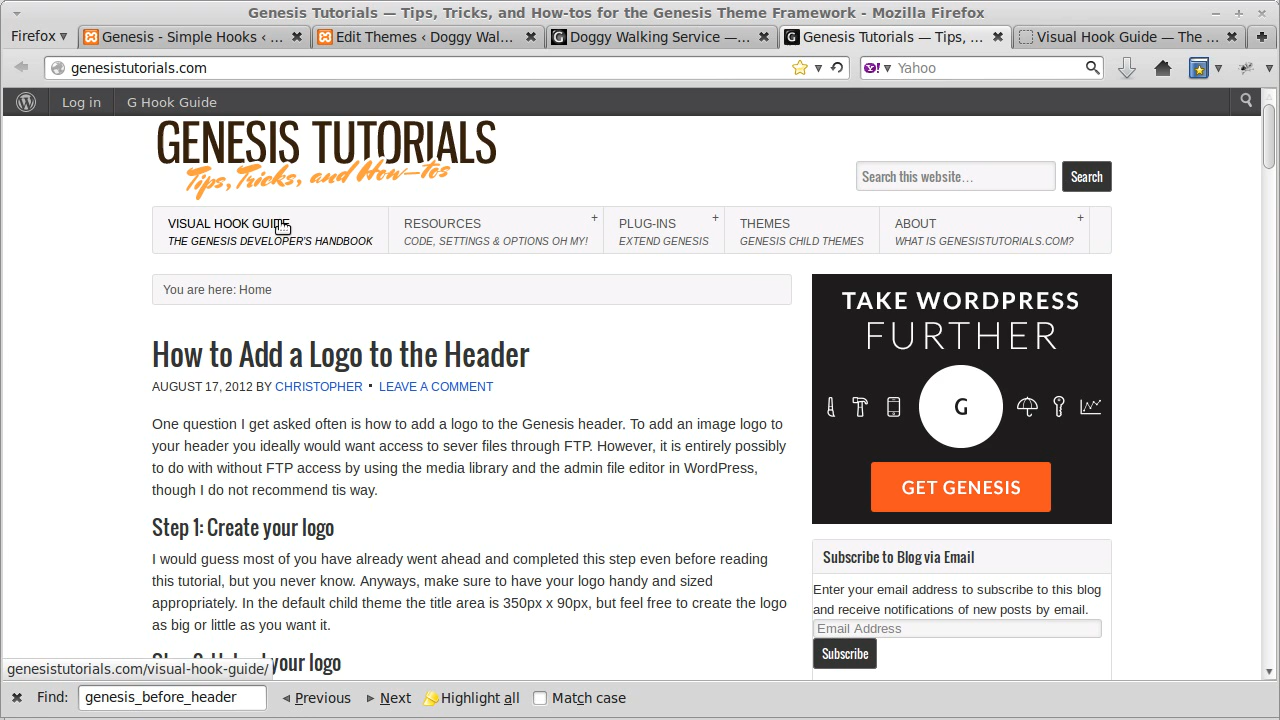 Genesis Tutorials — Tips, Tricks, and How-tos for the Genesis Theme Framework - Mozilla Firefox
Firefox
Genesis - Simple Hooks ‹ ...
Edit Themes ‹ Doggy Wal...
Doggy Walking Service —...
Genesis Tutorials — Tips, ...
Visual Hook Guide — The ...
genesistutorials.com
Yahoo
Log in
G Hook Guide
GENESIS TUTORIALS
Tips, Tricks, and How-tos
Search this website…
Search
VISUAL HOOK GUIDE
THE GENESIS DEVELOPER'S HANDBOOK
RESOURCES +
CODE, SETTINGS & OPTIONS OH MY!
PLUG-INS +
EXTEND GENESIS
THEMES
GENESIS CHILD THEMES
ABOUT +
WHAT IS GENESISTUTORIALS.COM?
You are here: Home
How to Add a Logo to the Header
AUGUST 17, 2012 BY CHRISTOPHER • LEAVE A COMMENT
One question I get asked often is how to add a logo to the Genesis header. To add an image logo to
your header you ideally would want access to sever files through FTP. However, it is entirely possibly
to do with without FTP access by using the media library and the admin file editor in WordPress,
though I do not recommend tis way.
Step 1: Create your logo
I would guess most of you have already went ahead and completed this step even before reading
this tutorial, but you never know. Anyways, make sure to have your logo handy and sized
appropriately. In the default child theme the title area is 350px x 90px, but feel free to create the logo
as big or little as you want it.
your logo
TAKE WORDPRESS
FURTHER
G
GET GENESIS
Subscribe to Blog via Email
Enter your email address to subscribe to this blog
and receive notifications of new posts by email.
Email Address
Subscribe
genesistutorials.com/visual-hook-guide/
Find: genesis_before_header Previous Next Highlight all Match case